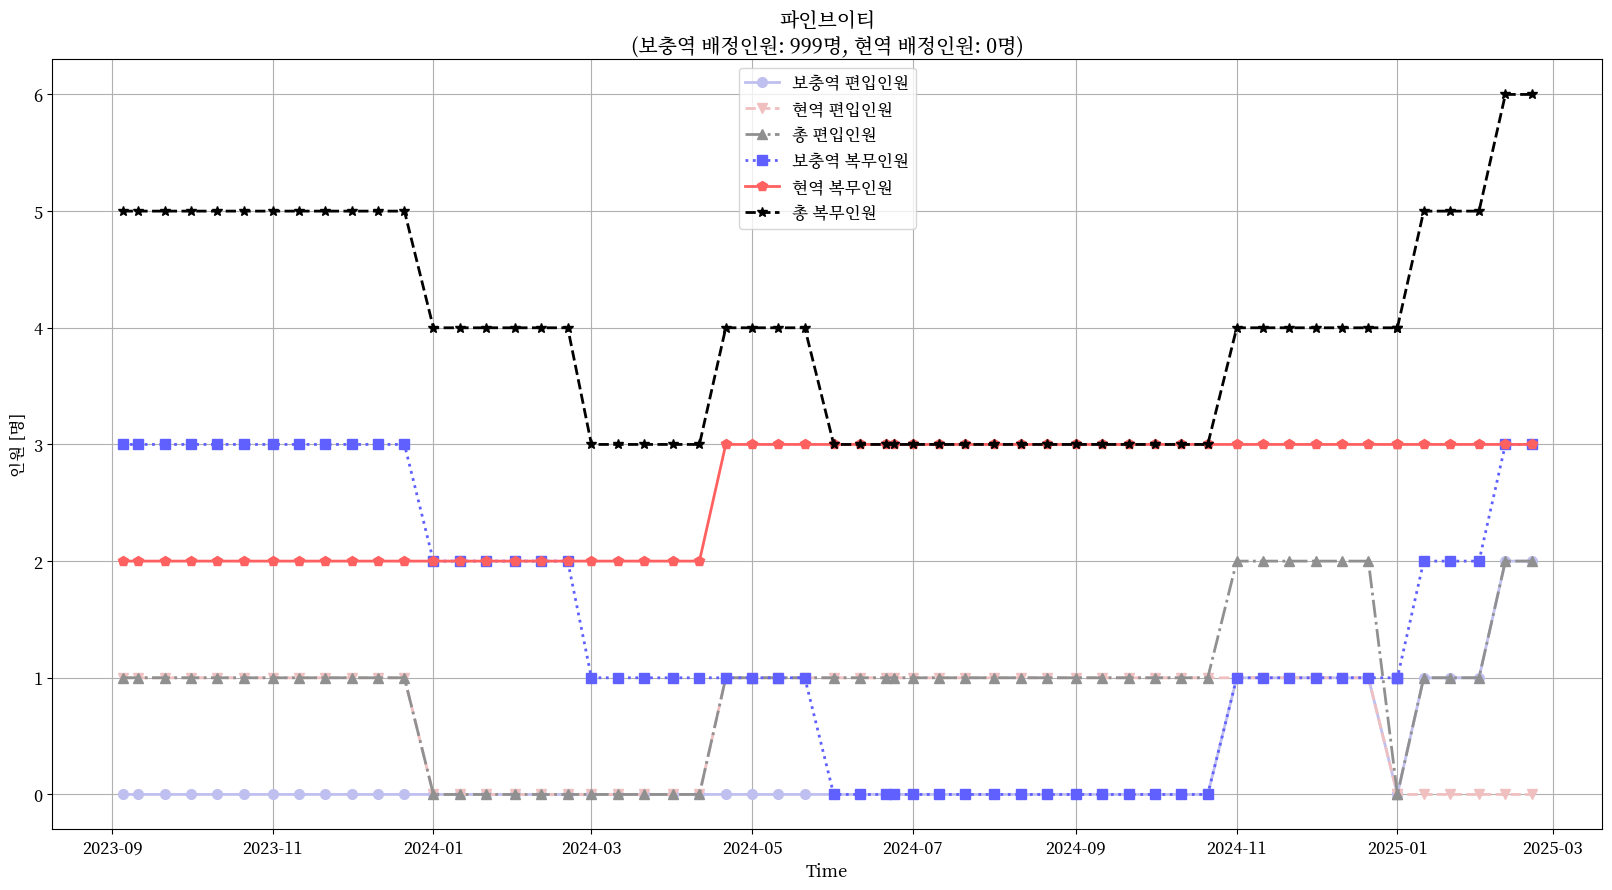 파인브이티
(보충역 배정인원: 999명, 현역 배정인원: 0명)
보충역 편입인원
현역 편입인원
총 편입인원
보충역 복무인원
현역 복무인원
총 복무인원
인원 [명]
6
5
4
3
2
1
0
2023-09
2023-11
2024-01
2024-03
2024-05
2024-07
2024-09
2024-11
2025-01
2025-03
Time